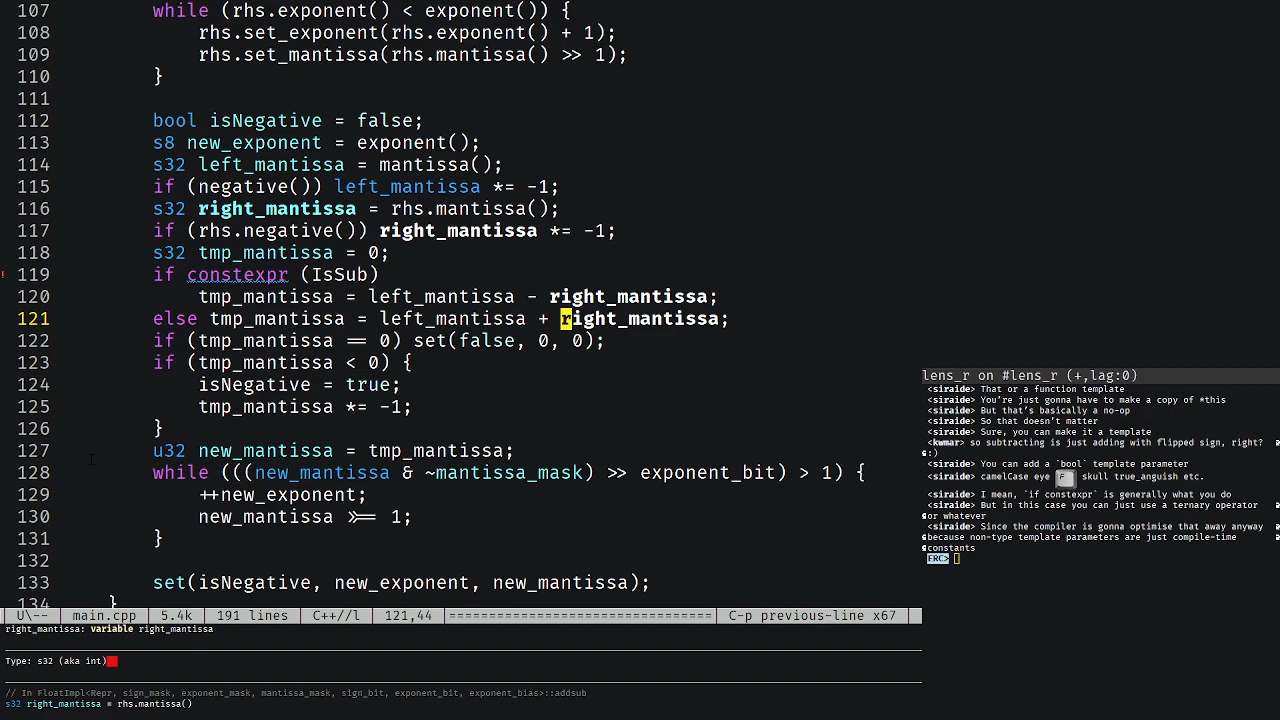 107 while (rhs.exponent() < exponent()) {
108 rhs.set_exponent(rhs.exponent() + 1);
109 rhs.set_mantissa(rhs.mantissa() >> 1);
110 }
111
112 bool isNegative = false;
113 s8 new_exponent = exponent();
114 s32 left_mantissa = mantissa();
115 if (negative()) left_mantissa *= -1;
116 s32 right_mantissa = rhs.mantissa();
117 if (rhs.negative()) right_mantissa *= -1;
118 s32 tmp_mantissa = 0;
! 119 if constexpr (IsSub)
120 tmp_mantissa = left_mantissa - right_mantissa;
121 else tmp_mantissa = left_mantissa + right_mantissa;
122 if (tmp_mantissa == 0) set(false, 0, 0);
123 if (tmp_mantissa < 0) {
124 isNegative = true;
125 tmp_mantissa *= -1;
126 }
127 u32 new_mantissa = tmp_mantissa;
128 while (((new_mantissa & ~mantissa_mask) >> exponent_bit) > 1) {
129 ++new_exponent;
130 new_mantissa >>= 1;
131 }
132
133 set(isNegative, new_exponent, new_mantissa);
134 }
U\-- main.cpp 5.4k 191 lines C++//l 121,44 C-p previous-line x67
right_mantissa: variable right_mantissa
Type: s32 (aka int)
// In FloatImpl<Repr, sign_mask, exponent_mask, mantissa_mask, sign_bit, exponent_bit, exponent_bias>::addsub
s32 right_mantissa = rhs.mantissa()
lens_r on #lens_r (+,lag:0)
<siraide> That or a function template
<siraide> You're just gonna have to make a copy of *this
<siraide> But that's basically a no-op
<siraide> So that doesn't matter
<siraide> Sure, you can make it a template
<kwmar> so subtracting is just adding with flipped sign, right?
:)
<siraide> You can add a `bool` template parameter
<siraide> camelCase eye F skull true_anguish etc.
<siraide> I mean, `if constexpr` is generally what you do
<siraide> But in this case you can just use a ternary operator
or whatever
<siraide> Since the compiler is gonna optimise that away anyway
because non-type template parameters are just compile-time
constants
ERC>